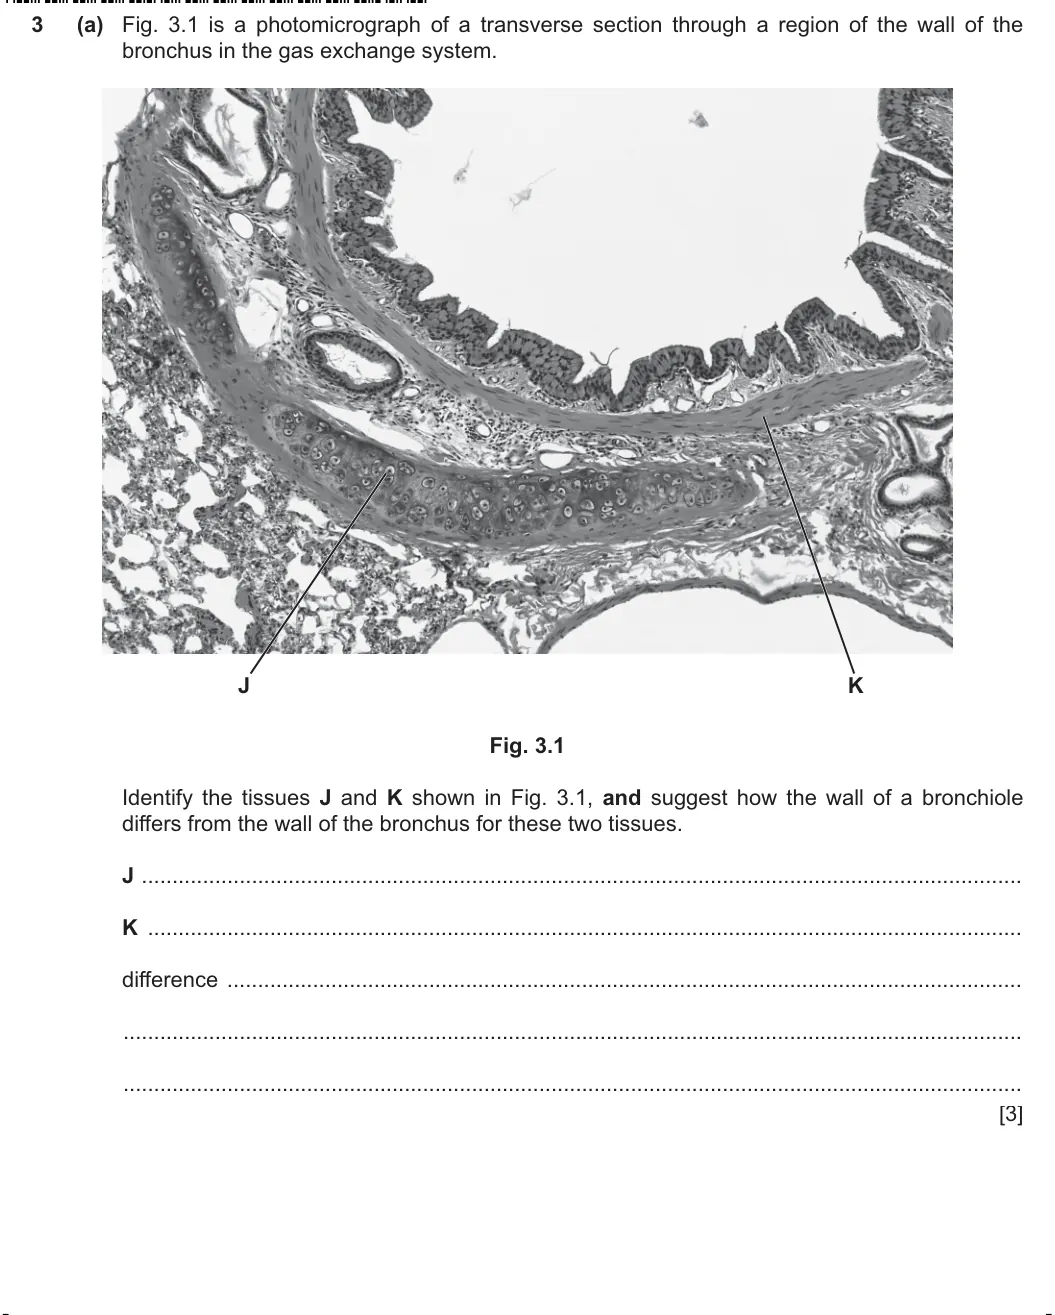 3 (a) Fig. 3.1 is a photomicrograph of a transverse section through a region of the wall of the
bronchus in the gas exchange system.
J
K
Fig. 3.1
Identify the tissues J and K shown in Fig. 3.1, and suggest how the wall of a bronchiole
differs from the wall of the bronchus for these two tissues.
J ..........
K ..........
difference ..........
..........
..........
[3]